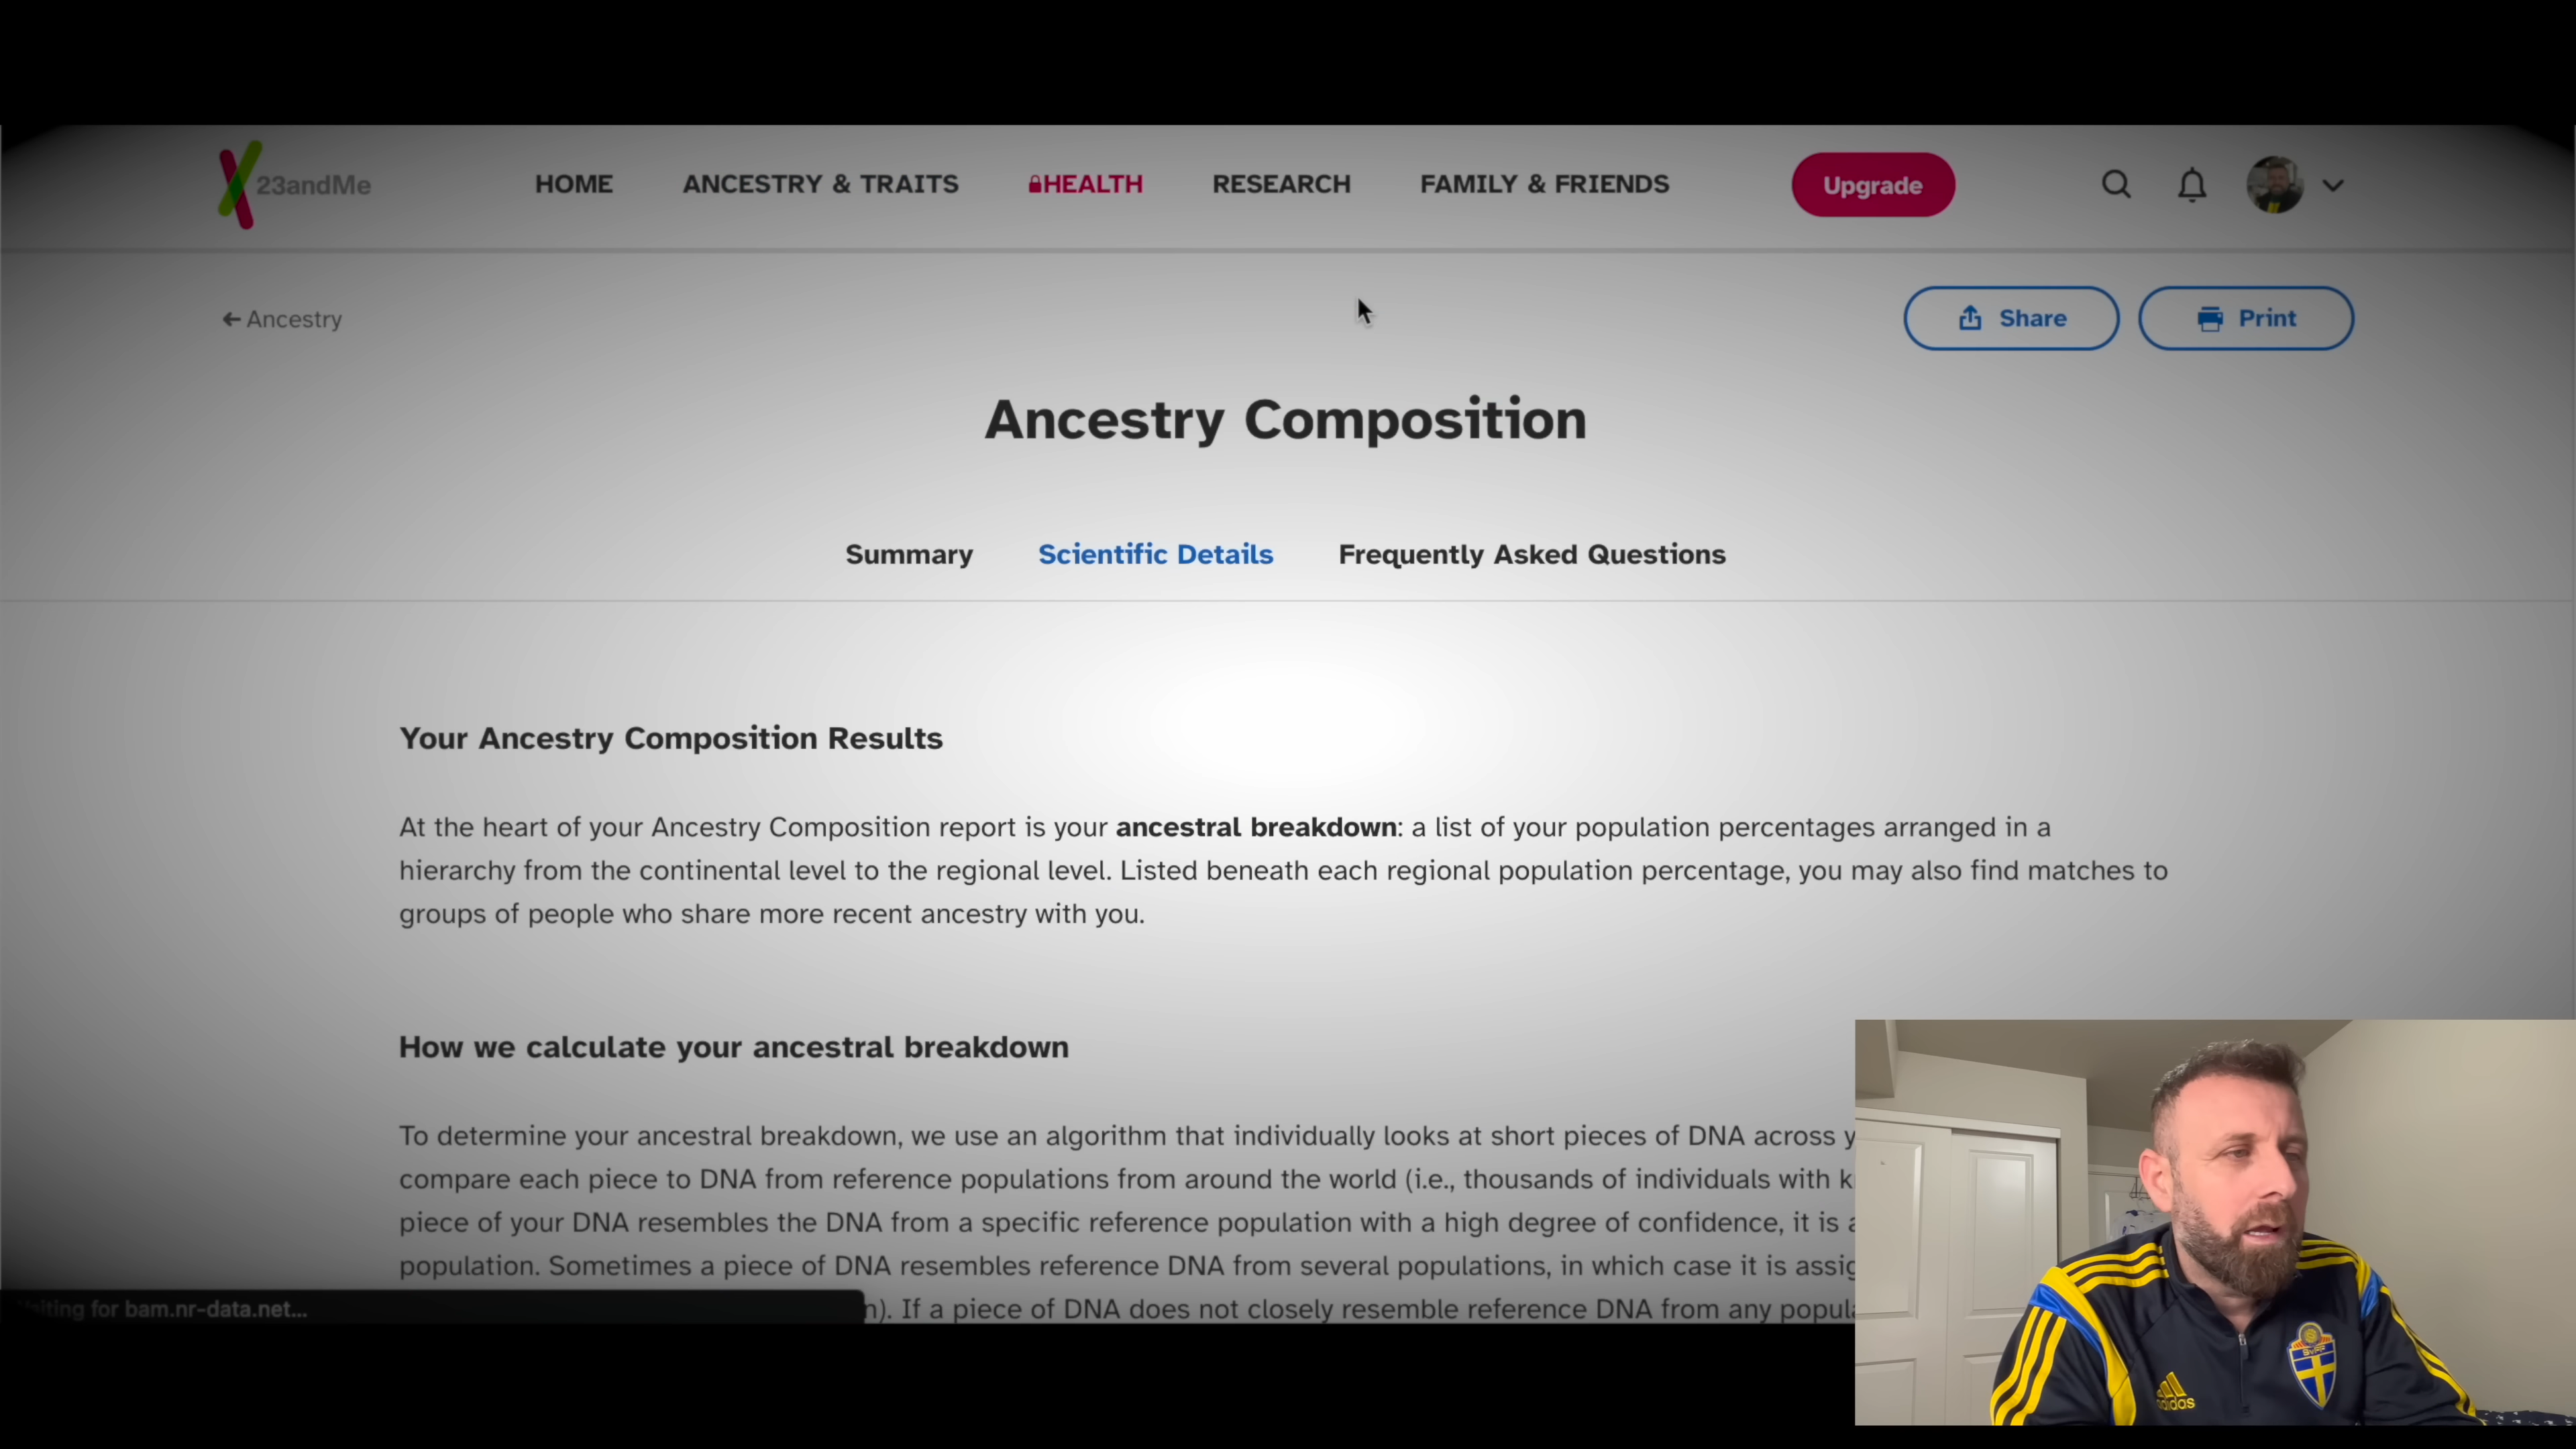 23andMe
HOME
ANCESTRY & TRAITS
HEALTH
RESEARCH
FAMILY & FRIENDS
Upgrade
Ancestry
Share
Print
Ancestry Composition
Summary
Scientific Details
Frequently Asked Questions
Your Ancestry Composition Results
At the heart of your Ancestry Composition report is your ancestral breakdown: a list of your population percentages arranged in a
hierarchy from the continental level to the regional level. Listed beneath each regional population percentage, you may also find matches to
groups of people who share more recent ancestry with you.
How we calculate your ancestral breakdown
To determine your ancestral breakdown, we use an algorithm that individually looks at short pieces of DNA across
compare each piece to DNA from reference populations from around the world (i.e., thousands of individuals with
piece of your DNA resembles the DNA from a specific reference population with a high degree of confidence, it is
population. Sometimes a piece of DNA resembles reference DNA from several populations, in which case it is
for bam.nr-data.net...
If a piece of DNA does not closely resemble reference DNA from any
adidas